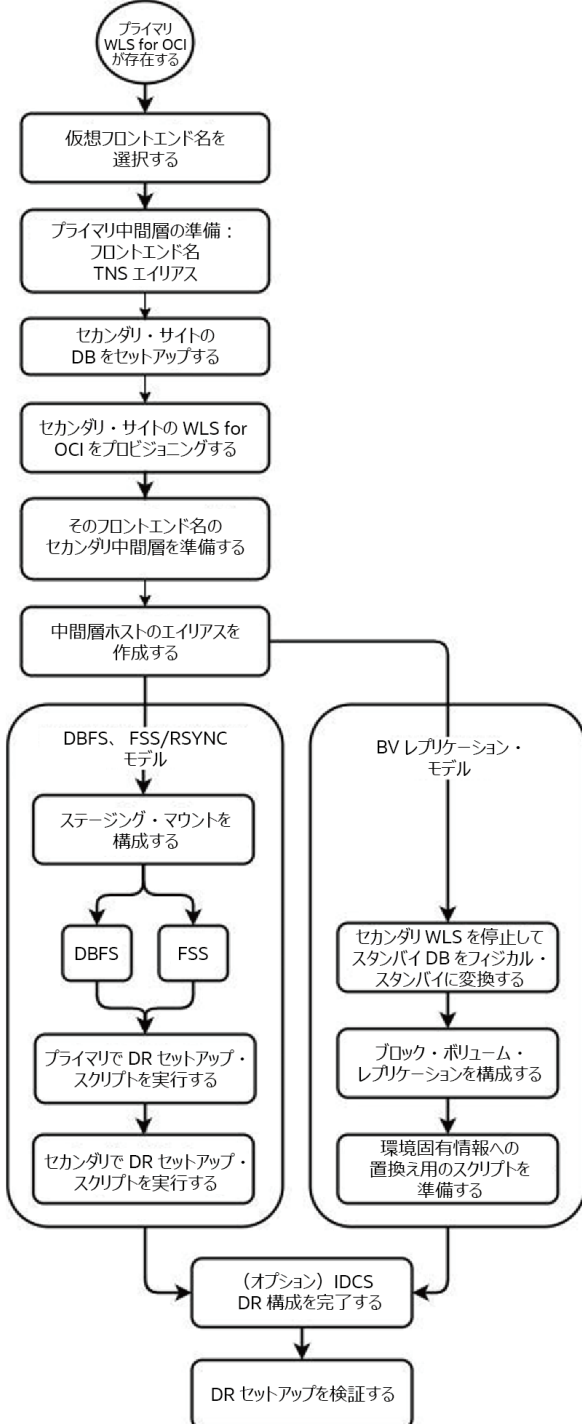 プライマリ
WLS for OCI
が存在する
仮想フロントエンド名を
選択する
プライマリ中間層の準備：
フロントエンド名
TNS エイリアス
セカンダリ・サイトの
DB をセットアップする
セカンダリ・サイトの WLS for
OCI をプロビジョニングする
そのフロントエンド名の
セカンダリ中間層を準備する
中間層ホストのエイリアスを
作成する
DBFS、 FSS/RSYNC
モデル
ステージング・マウントを
構成する
DBFS
FSS
プライマリで DR セットアップ・
スクリプトを実行する
セカンダリで DR セットアップ・
スクリプトを実行する
BV レプリケーション・
モデル
セカンダリ WLS を停止して
スタンバイ DB をフィジカル・
スタンバイに変換する
ブロック・ボリューム・
レプリケーションを構成する
環境固有情報への
置換え用のスクリプトを
準備する
（オプション）IDCS
DR 構成を完了する
DR セットアップを検証する